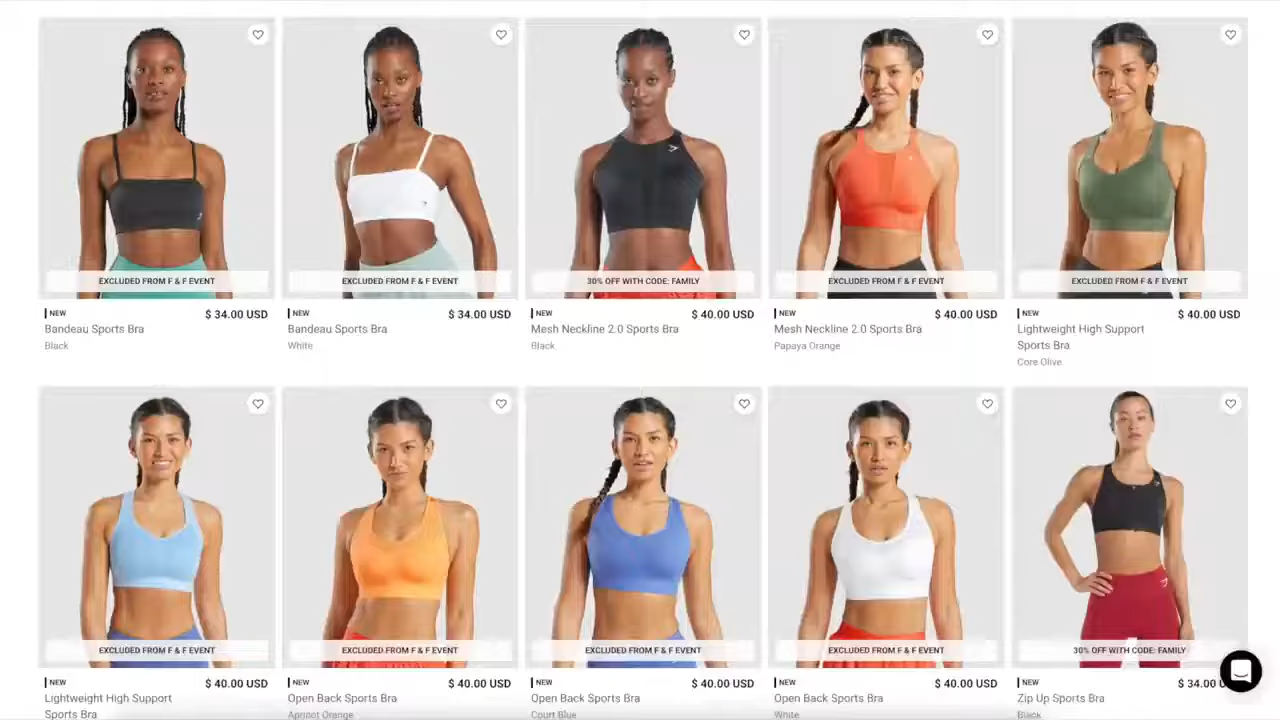 EXCLUDED FROM F & F EVENT
EXCLUDED FROM F & F EVENT
30% OFF WITH CODE: FAMILY
EXCLUDED FROM F & F EVENT
EXCLUDED FROM F & F EVENT
NEW $ 34.00 USD
Bandeau Sports Bra
Black
NEW $ 34.00 USD
Bandeau Sports Bra
White
NEW $ 40.00 USD
Mesh Neckline 2.0 Sports Bra
Black
NEW $ 40.00 USD
Mesh Neckline 2.0 Sports Bra
Papaya Orange
NEW $ 40.00 USD
Lightweight High Support
Sports Bra
Core Olive
EXCLUDED FROM F & F EVENT
EXCLUDED FROM F & F EVENT
EXCLUDED FROM F & F EVENT
EXCLUDED FROM F & F EVENT
30% OFF WITH CODE: FAMILY
NEW $ 40.00 USD
Lightweight High Support
Sports Bra
NEW $ 40.00 USD
Open Back Sports Bra
Apricot Orange
NEW $ 40.00 USD
Open Back Sports Bra
Court Blue
NEW $ 40.00 USD
Open Back Sports Bra
White
NEW $ 34.00
Zip Up Sports Bra
Black